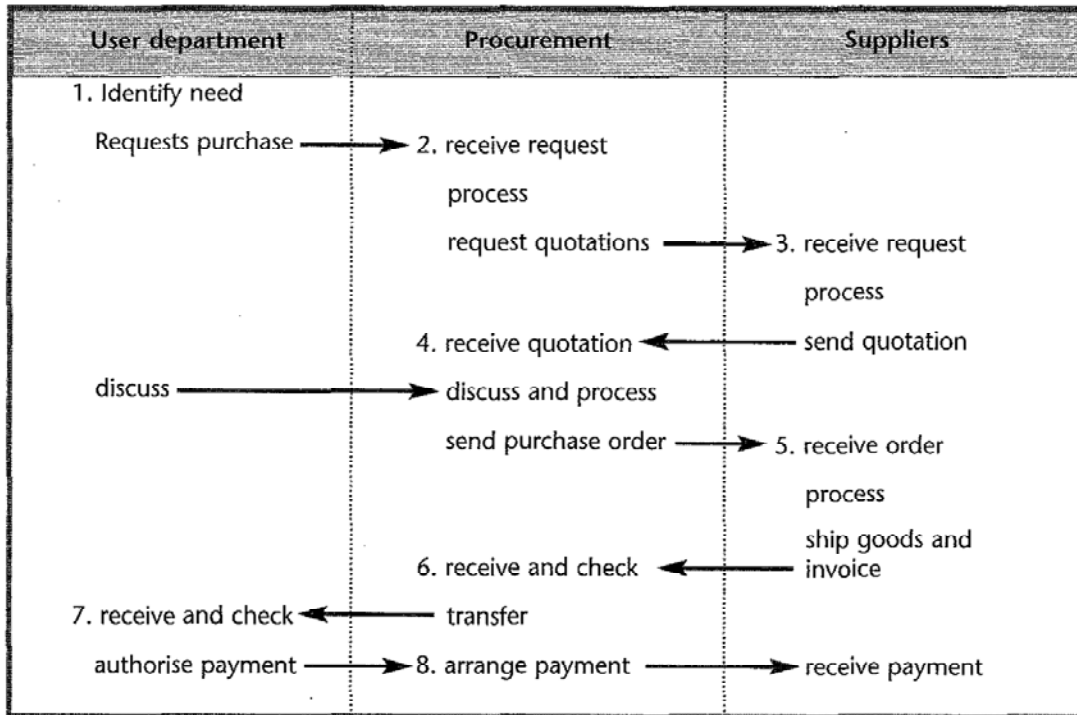 User department Procurement Suppliers
1. Identify need
Requests purchase 2. receive request
process
request quotations 3. receive request
process
4. receive quotation send quotation
discuss discuss and process
send purchase order 5. receive order
process
ship goods and
6. receive and check invoice
7. receive and check transfer
authorise payment 8. arrange payment receive payment